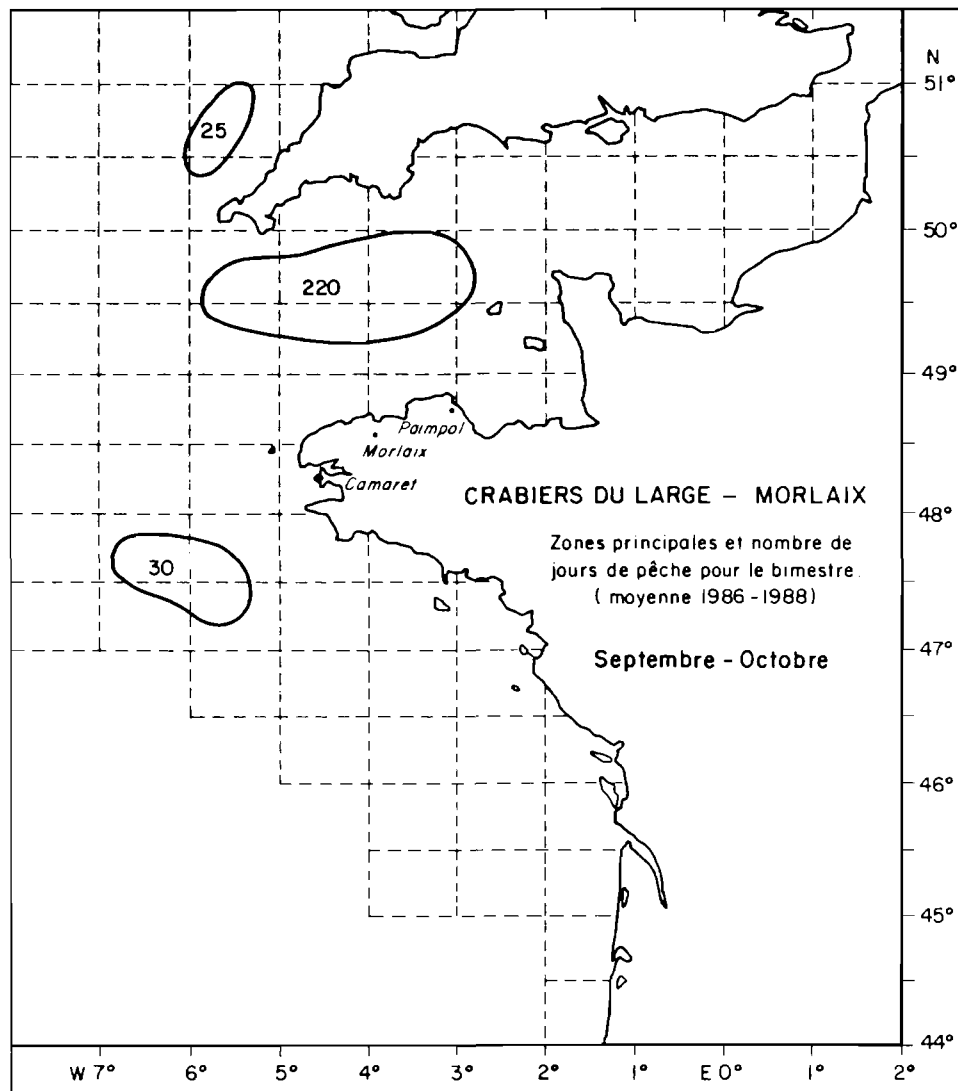 N
51°
25
50°
220
49°
Paimpol
Morlaix
Camaret
CRABIERS DU LARGE – MORLAIX
48°
Zones principales et nombre de
jours de pêche pour le bimestre.
( moyenne 1986 - 1988)
30
47°
Septembre - Octobre
46°
45°
44°
W 7° 6° 5° 4° 3° 2° 1° E 0° 1° 2°